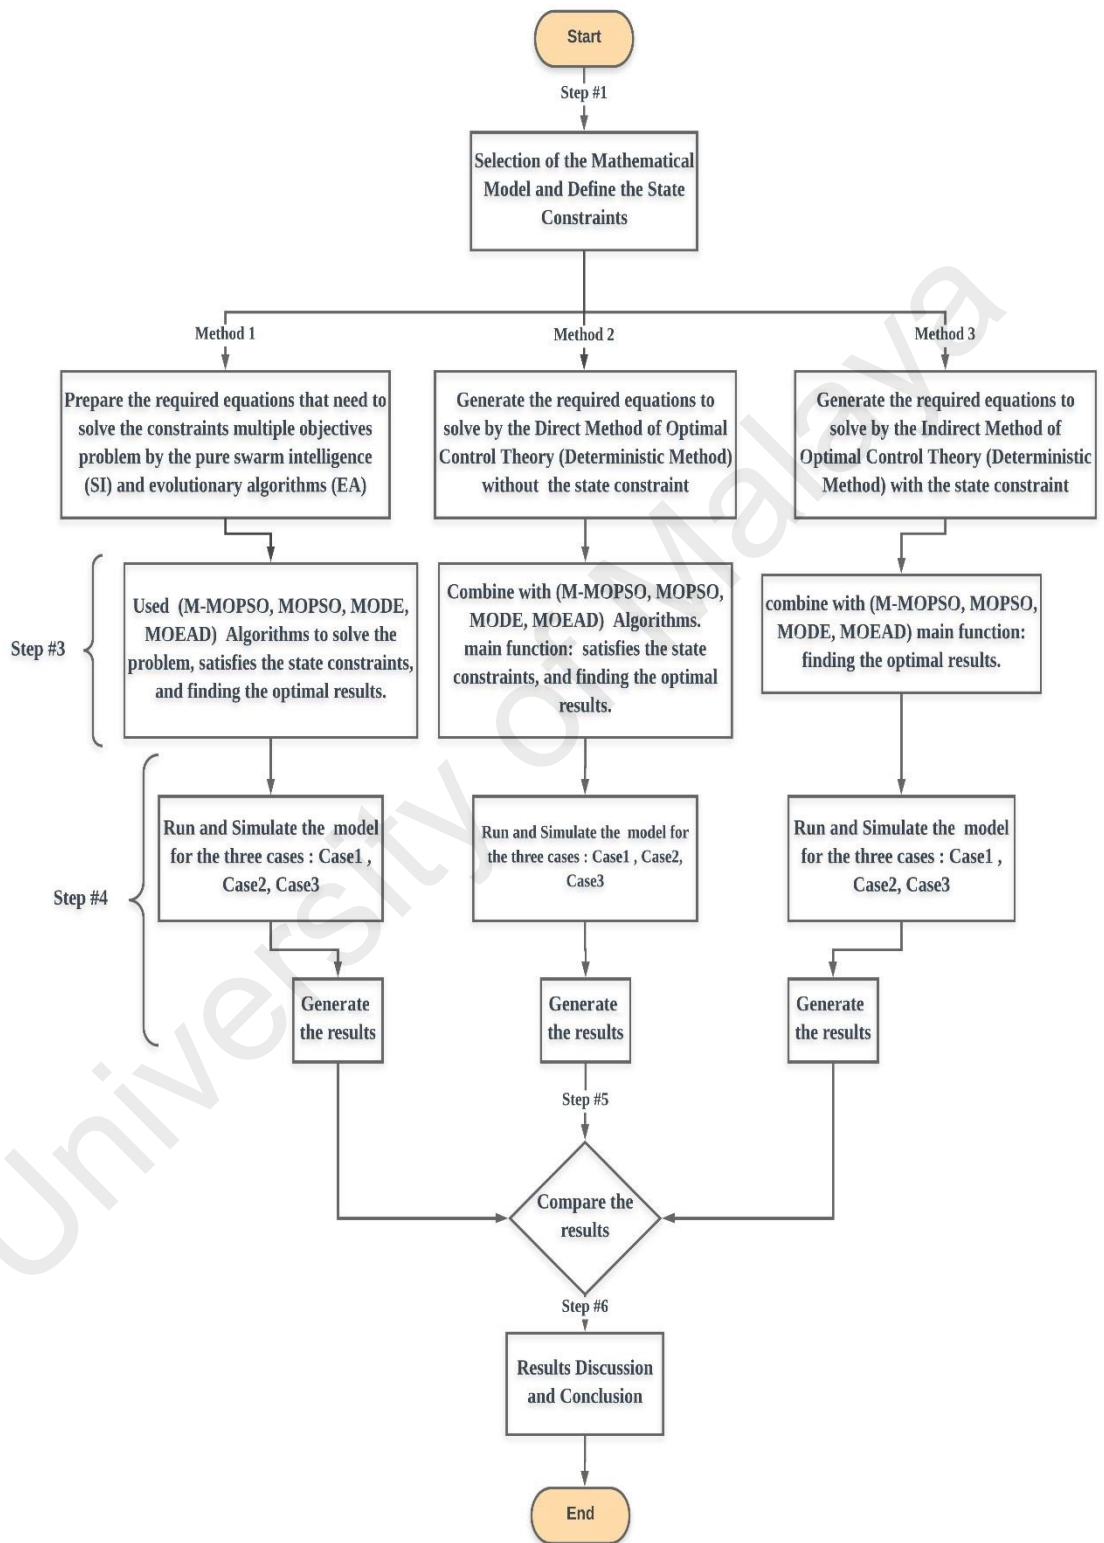 Start
Step #1
Selection of the Mathematical
Model and Define the State
Constraints
Method 1
Method 2
Method 3
Prepare the required equations that need to
solve the constraints multiple objectives
problem by the pure swarm intelligence
(SI) and evolutionary algorithms (EA)
Generate the required equations to
solve by the Direct Method of Optimal
Control Theory (Deterministic Method)
without the state constraint
Generate the required equations to
solve by the Indirect Method of
Optimal Control Theory (Deterministic
Method) with the state constraint
Step #3
Used (M-MOPSO, MOPSO, MODE,
MOEAD) Algorithms to solve the
problem, satisfies the state constraints,
and finding the optimal results.
Combine with (M-MOPSO, MOPSO,
MODE, MOEAD) Algorithms.
main function: satisfies the state
constraints, and finding the optimal
results.
combine with (M-MOPSO, MOPSO,
MODE, MOEAD) main function:
finding the optimal results.
Step #4
Run and Simulate the model
for the three cases : Case1 ,
Case2, Case3
Run and Simulate the model for
the three cases : Case1 , Case2,
Case3
Run and Simulate the model
for the three cases : Case1 ,
Case2, Case3
Generate
the results
Generate
the results
Generate
the results
Step #5
Compare the
results
Step #6
Results Discussion
and Conclusion
End
University of Malaya